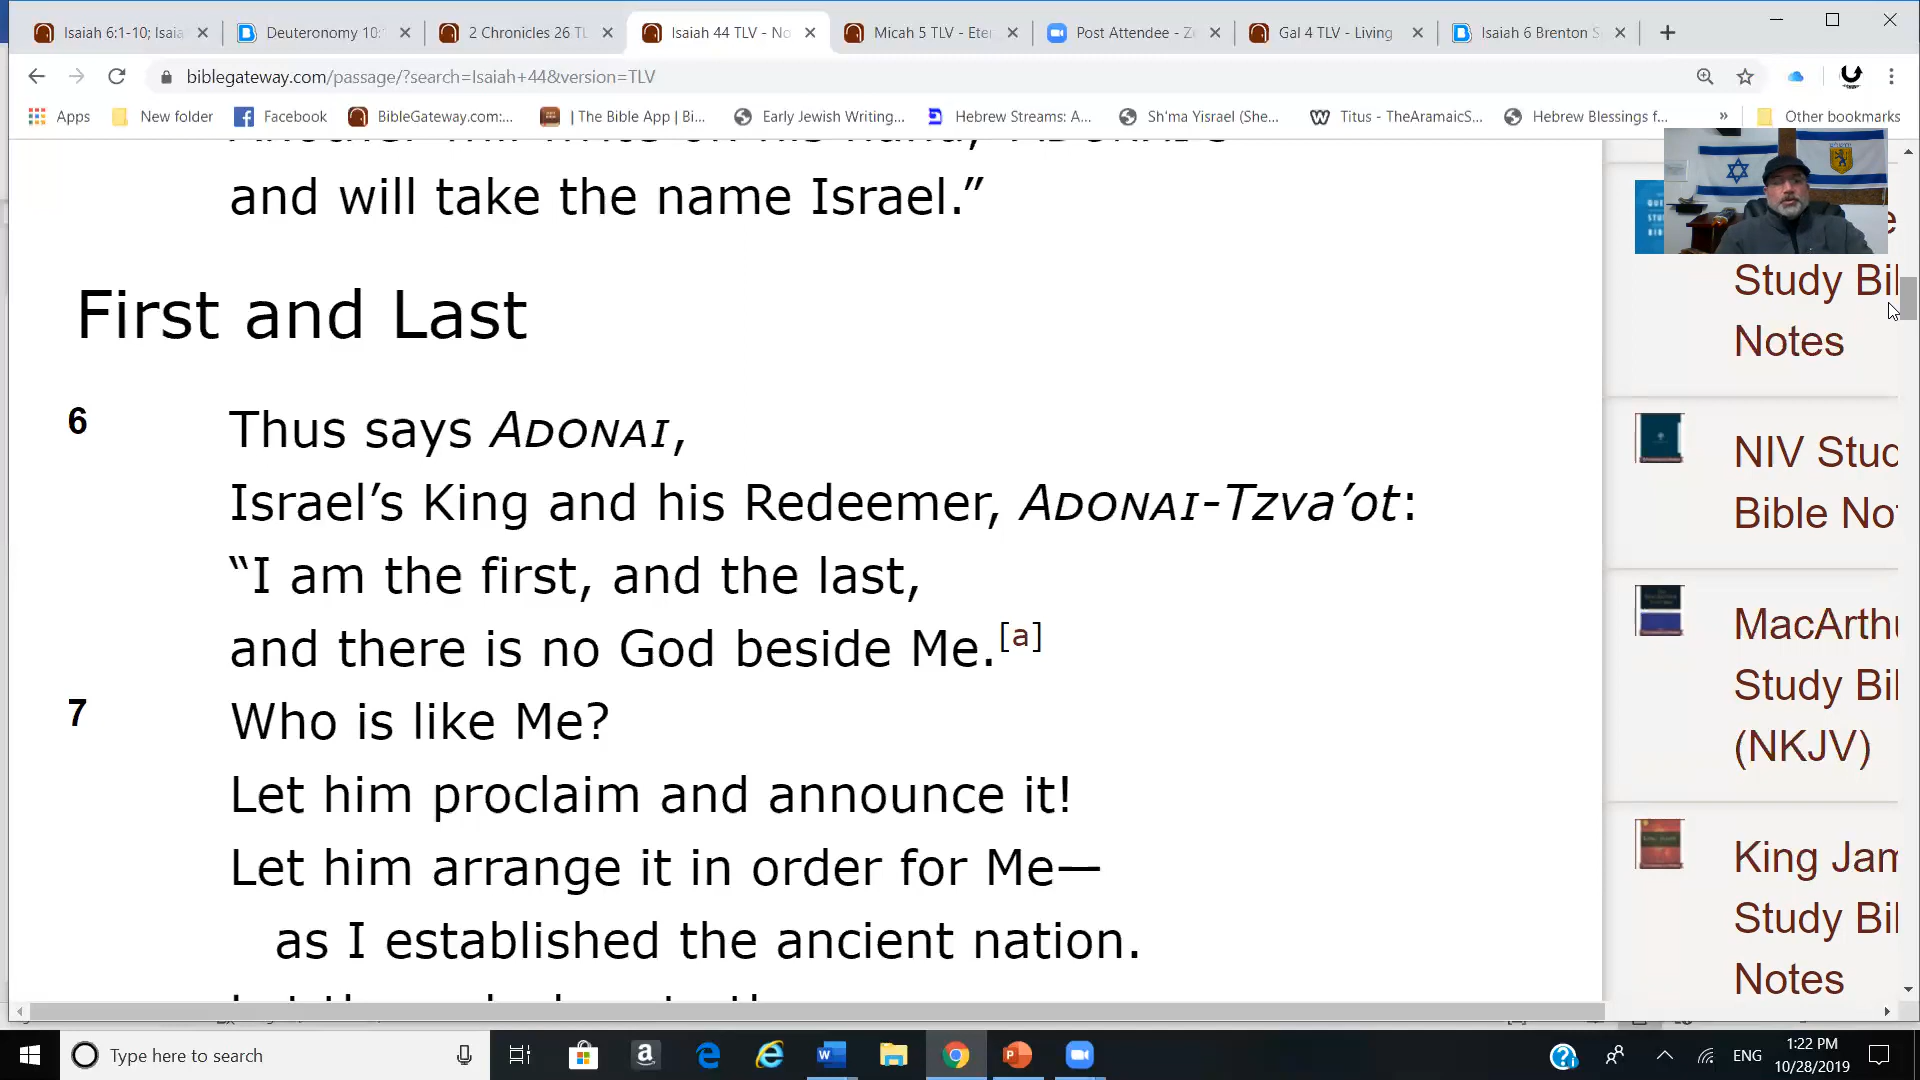 Isaiah 6:1-10; Isaia
Deuteronomy 10:
2 Chronicles 26 TL
Isaiah 44 TLV - No
Micah 5 TLV - Eter
Post Attendee - Z
Gal 4 TLV - Living
Isaiah 6 Brenton S
biblegateway.com/passage/?search=Isaiah+44&version=TLV
Apps
New folder
Facebook
BibleGateway.com:...
| The Bible App | Bi...
Early Jewish Writing...
Hebrew Streams: A...
Sh'ma Yisrael (She...
Titus - TheAramaicS...
Hebrew Blessings f...
»
Other bookmarks
and will take the name Israel.”
First and Last
6 Thus says ADONAI,
Israel’s King and his Redeemer, ADONAI-Tzva’ot:
“I am the first, and the last,
and there is no God beside Me.[a]
7 Who is like Me?
Let him proclaim and announce it!
Let him arrange it in order for Me—
as I established the ancient nation.
Study Bi
Notes
NIV Stud
Bible No
MacArthu
Study Bi
(NKJV)
King Jam
Study Bi
Notes
Type here to search
ENG
1:22 PM
10/28/2019